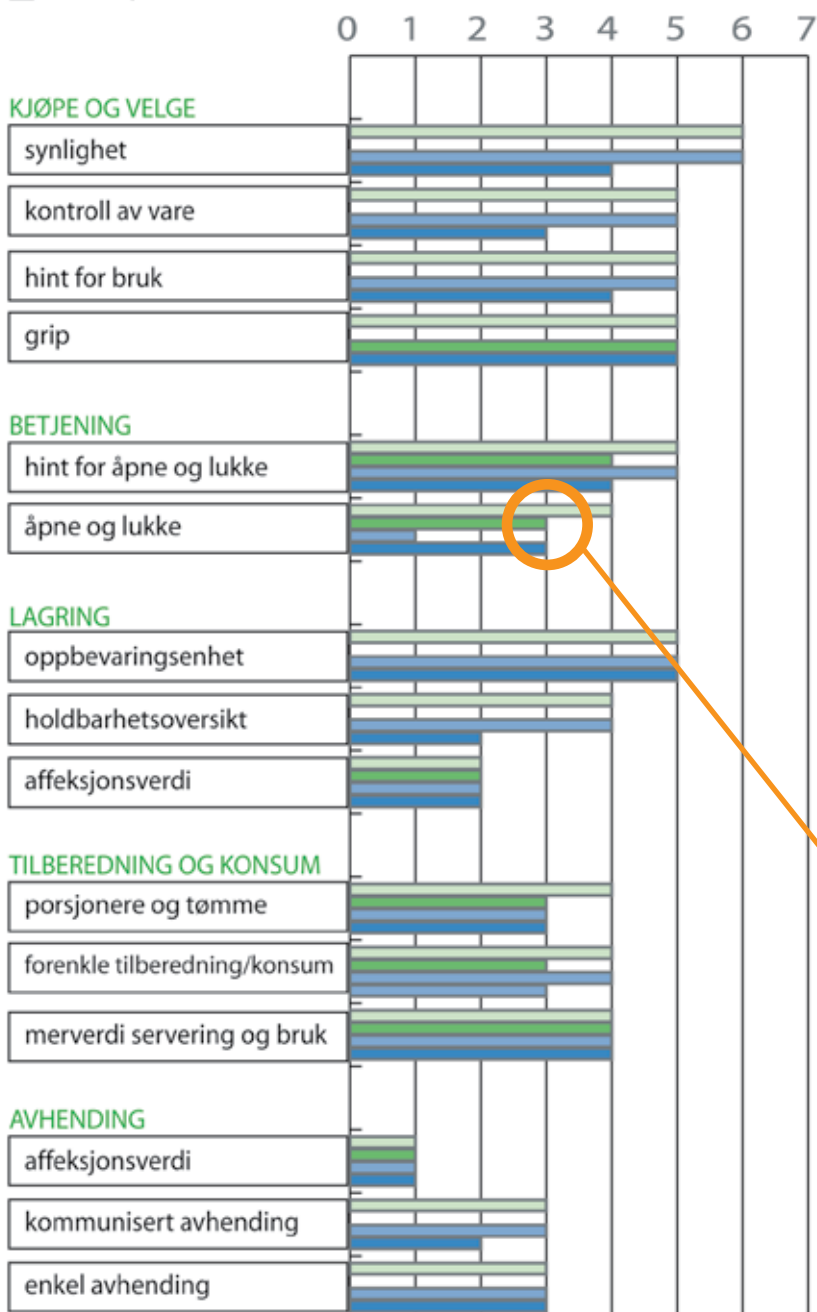 0 1 2 3 4 5 6 7
KJØPE OG VELGE
synlighet
kontroll av vare
hint for bruk
grip
BETJENING
hint for åpne og lukke
åpne og lukke
LAGRING
oppbevaringsenhet
holdbarhetsoversikt
affeksjonsverdi
TILBEREDNING OG KONSUM
porsjonere og tømme
forenkle tilberedning/konsum
merverdi servering og bruk
AVHENDING
affeksjonsverdi
kommunisert avhending
enkel avhending